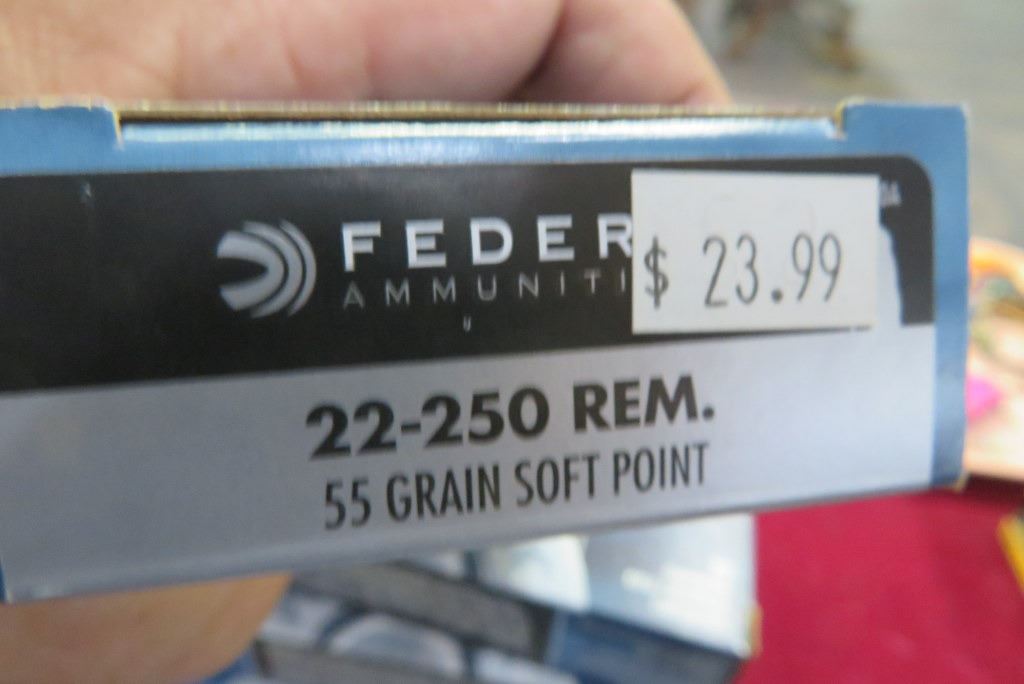 FEDER
AMMUNITI
$ 23.99
22-250 REM.
55 GRAIN SOFT POINT